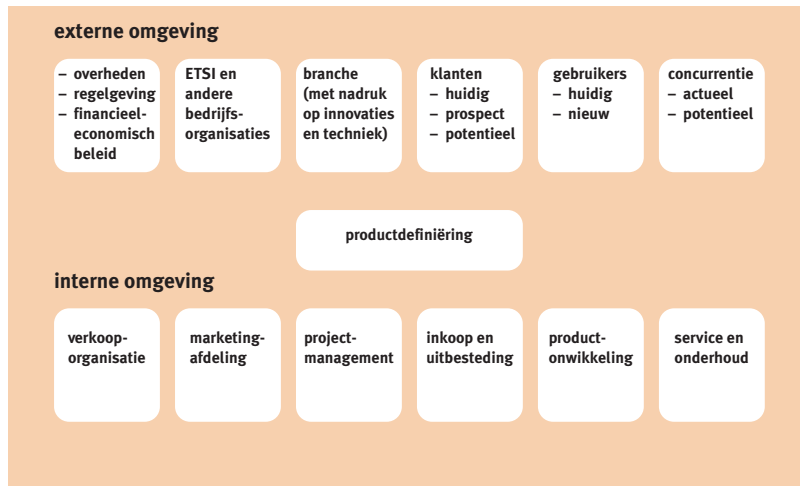 externe omgeving
– overheden
– regelgeving
– financieel-
economisch
beleid
ETSI en
andere
bedrijfs-
organisaties
branche
(met nadruk
op innovaties
en techniek)
klanten
– huidig
– prospect
– potentieel
gebruikers
– huidig
– nieuw
concurrentie
– actueel
– potentieel
productdefiniëring
interne omgeving
verkoop-
organisatie
marketing-
afdeling
project-
management
inkoop en
uitbesteding
product-
onwikkeling
service en
onderhoud